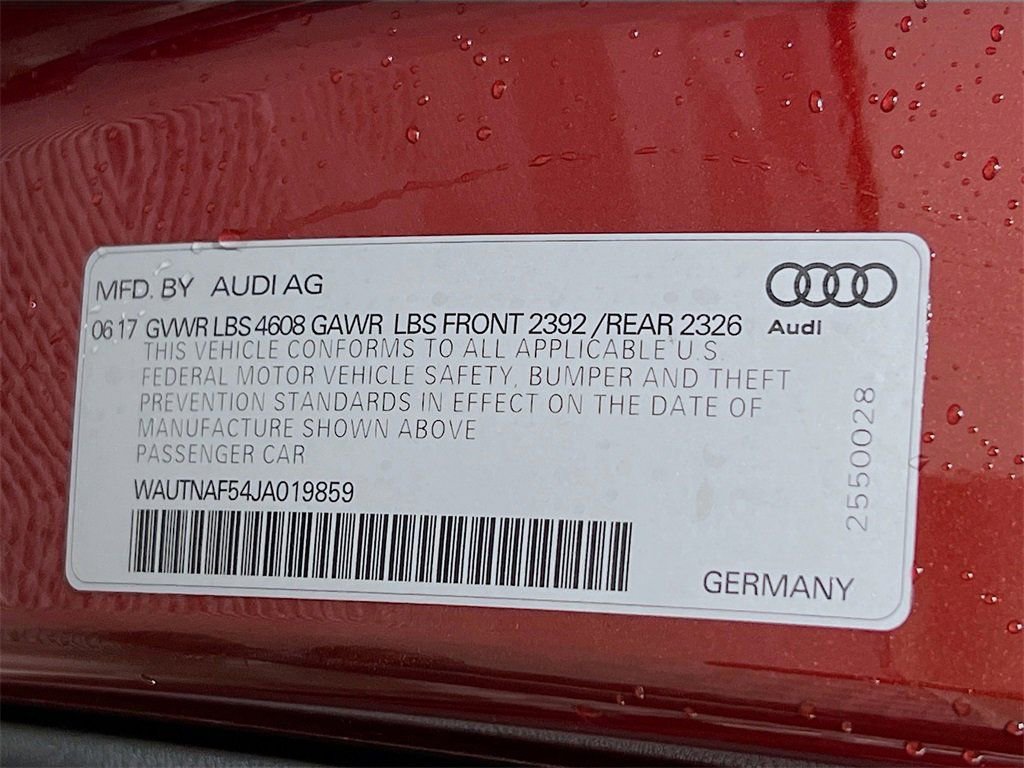 MFD. BY AUDI AG
06.17 GVWR LBS 4608 GAWR LBS FRONT 2392 /REAR 2326
Audi
THIS VEHICLE CONFORMS TO ALL APPLICABLE U.S.
FEDERAL MOTOR VEHICLE SAFETY, BUMPER AND THEFT
PREVENTION STANDARDS IN EFFECT ON THE DATE OF
MANUFACTURE SHOWN ABOVE
PASSENGER CAR
WAUTNAF54JA019859
2550028
GERMANY